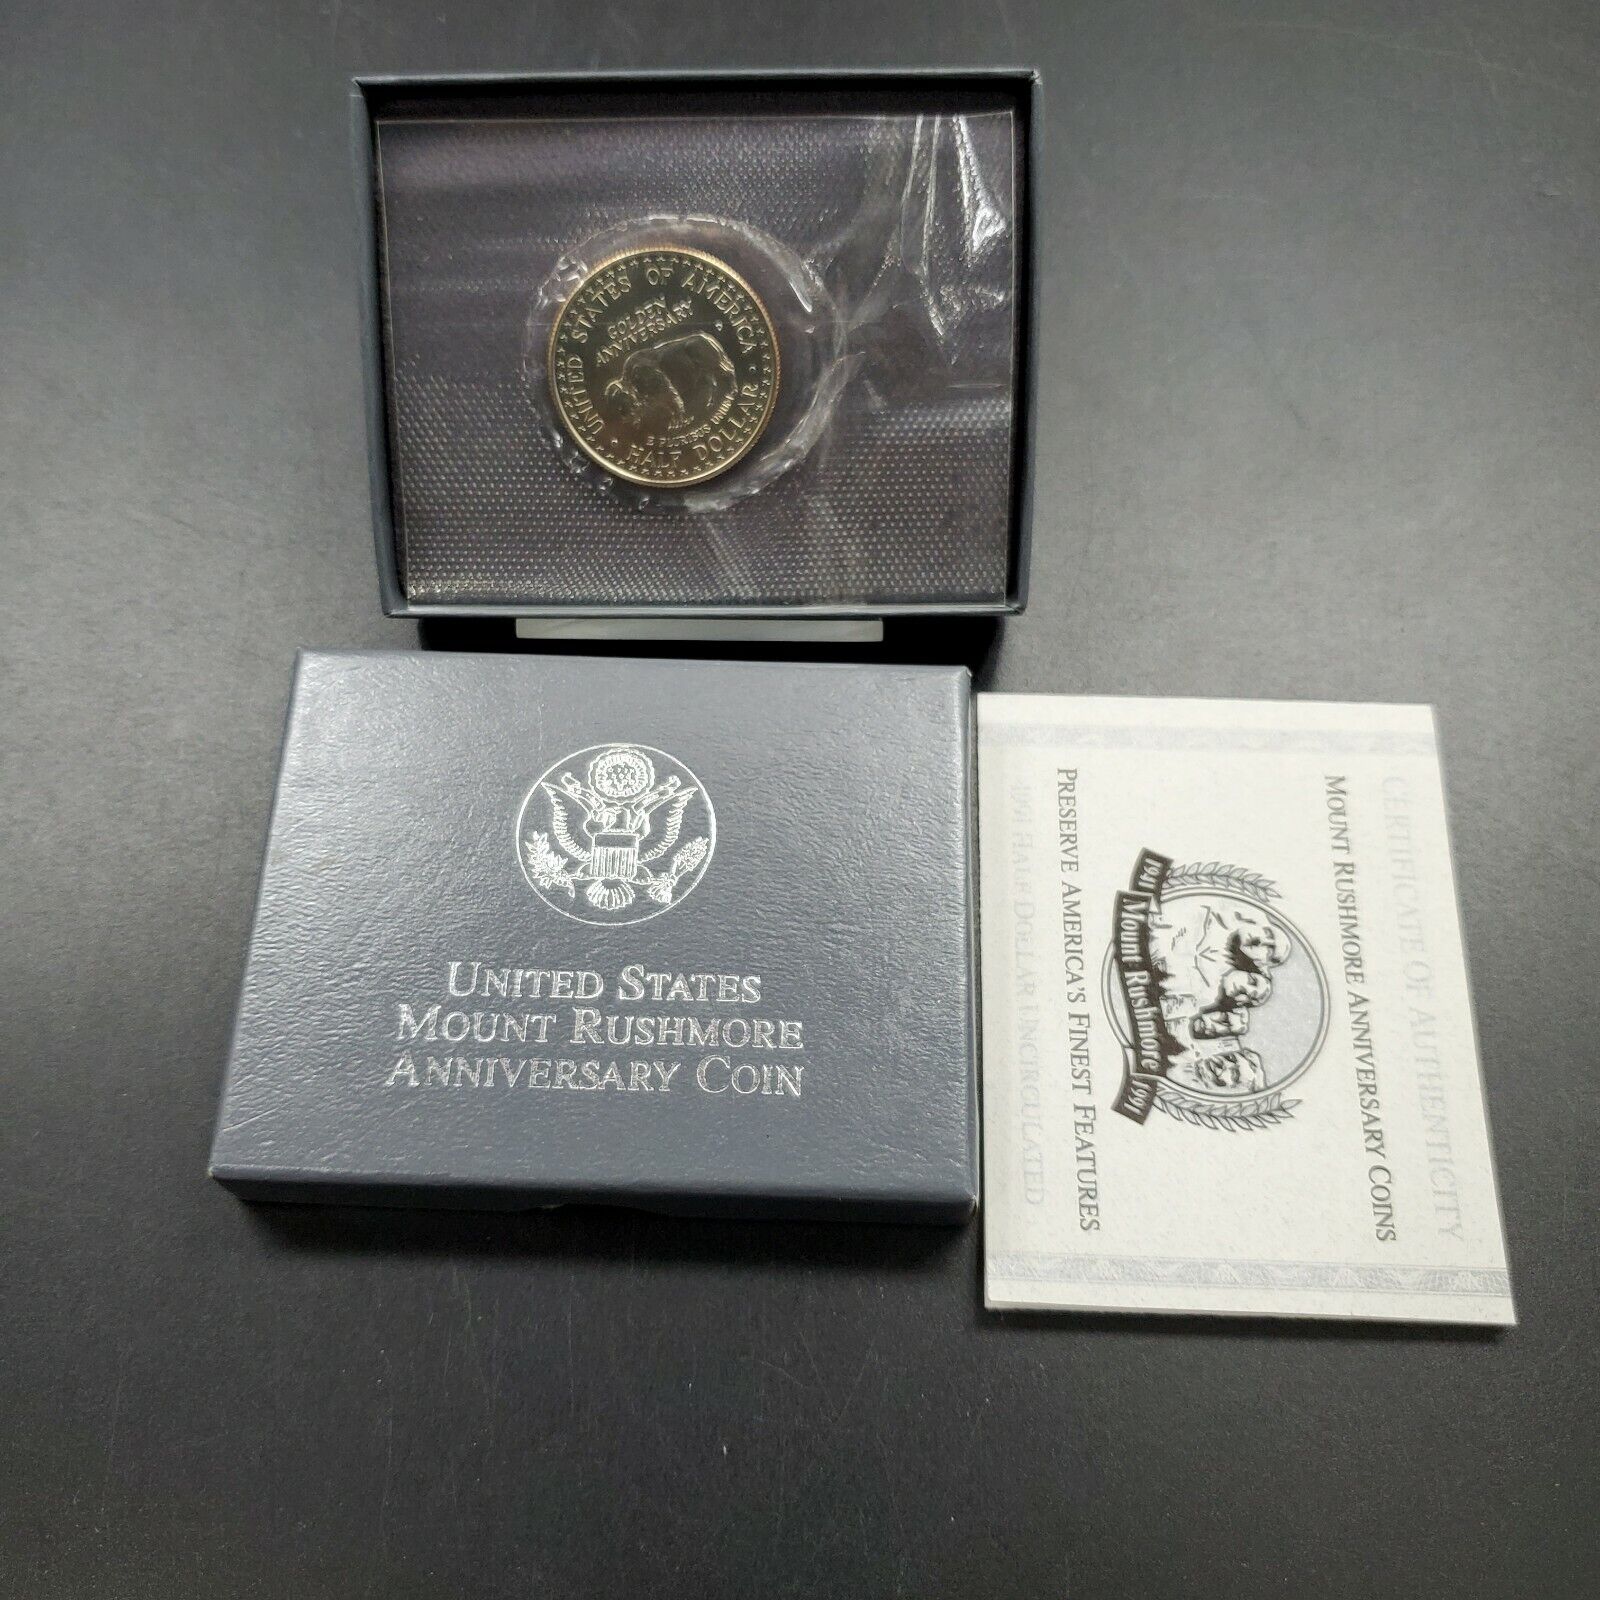 UNITED STATES OF AMERICA
GOLDEN
ANNIVERSARY
E PLURIBUS UNUM
HALF DOLLAR
UNITED STATES
MOUNT RUSHMORE
ANNIVERSARY COIN
CERTIFICATE OF AUTHENTICITY
MOUNT RUSHMORE ANNIVERSARY COINS
1941 Mount Rushmore 1991
PRESERVE AMERICA'S FINEST FEATURES
1991 HALF DOLLAR UNCIRCULATED